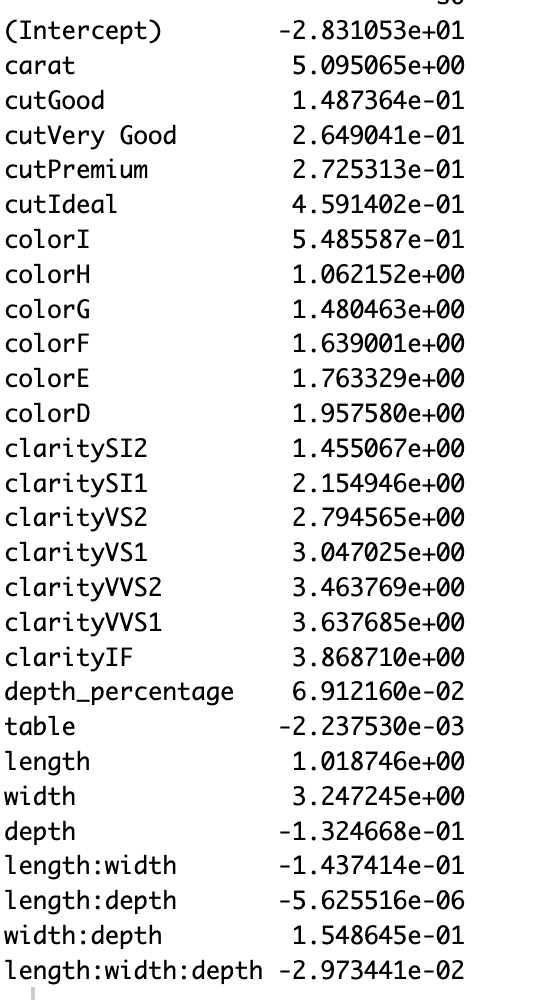 s0
(Intercept) -2.831053e+01
carat 5.095065e+00
cutGood 1.487364e-01
cutVery Good 2.649041e-01
cutPremium 2.725313e-01
cutIdeal 4.591402e-01
colorI 5.485587e-01
colorH 1.062152e+00
colorG 1.480463e+00
colorF 1.639001e+00
colorE 1.763329e+00
colorD 1.957580e+00
claritySI2 1.455067e+00
claritySI1 2.154946e+00
clarityVS2 2.794565e+00
clarityVS1 3.047025e+00
clarityVVS2 3.463769e+00
clarityVVS1 3.637685e+00
clarityIF 3.868710e+00
depth_percentage 6.912160e-02
table -2.237530e-03
length 1.018746e+00
width 3.247245e+00
depth -1.324668e-01
length:width -1.437414e-01
length:depth -5.625516e-06
width:depth 1.548645e-01
length:width:depth -2.973441e-02